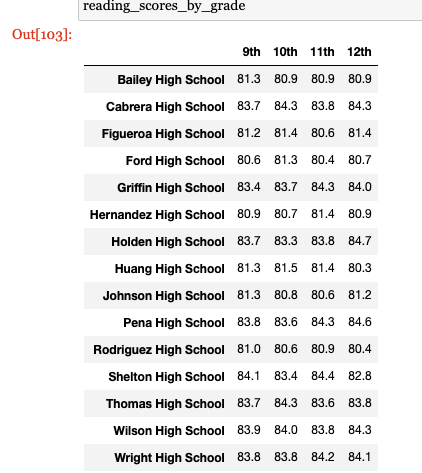 reading_scores_by_grade
Out[103]:
9th 10th 11th 12th
Bailey High School 81.3 80.9 80.9 80.9
Cabrera High School 83.7 84.3 83.8 84.3
Figueroa High School 81.2 81.4 80.6 81.4
Ford High School 80.6 81.3 80.4 80.7
Griffin High School 83.4 83.7 84.3 84.0
Hernandez High School 80.9 80.7 81.4 80.9
Holden High School 83.7 83.3 83.8 84.7
Huang High School 81.3 81.5 81.4 80.3
Johnson High School 81.3 80.8 80.6 81.2
Pena High School 83.8 83.6 84.3 84.6
Rodriguez High School 81.0 80.6 80.9 80.4
Shelton High School 84.1 83.4 84.4 82.8
Thomas High School 83.7 84.3 83.6 83.8
Wilson High School 83.9 84.0 83.8 84.3
Wright High School 83.8 83.8 84.2 84.1